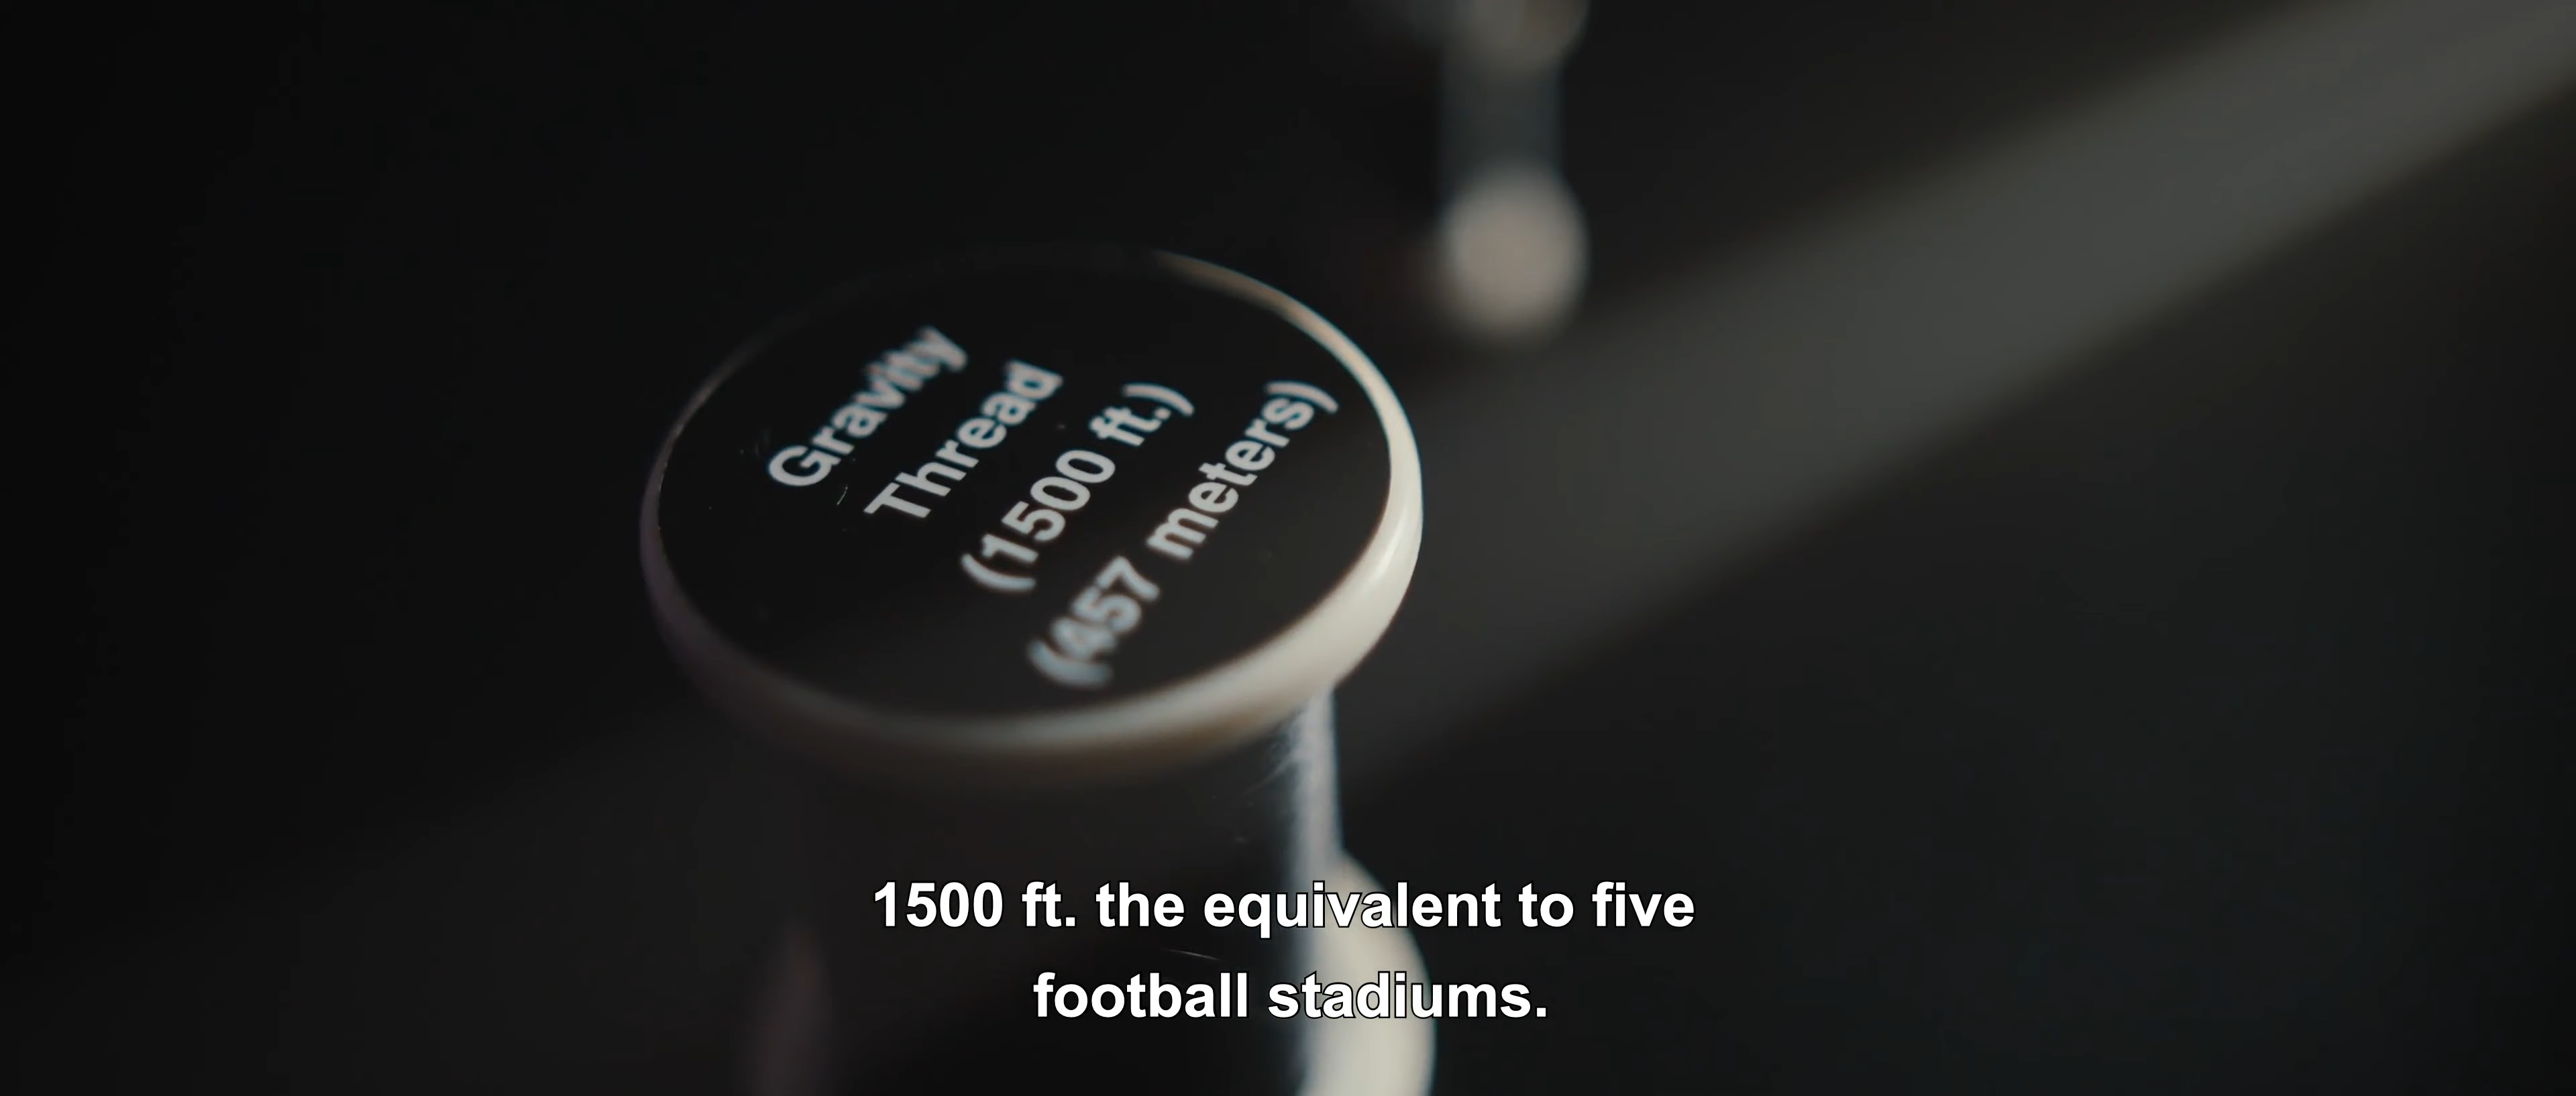 Gravity
Thread
(1500 ft.)
(457 meters)
1500 ft. the equivalent to five
football stadiums.